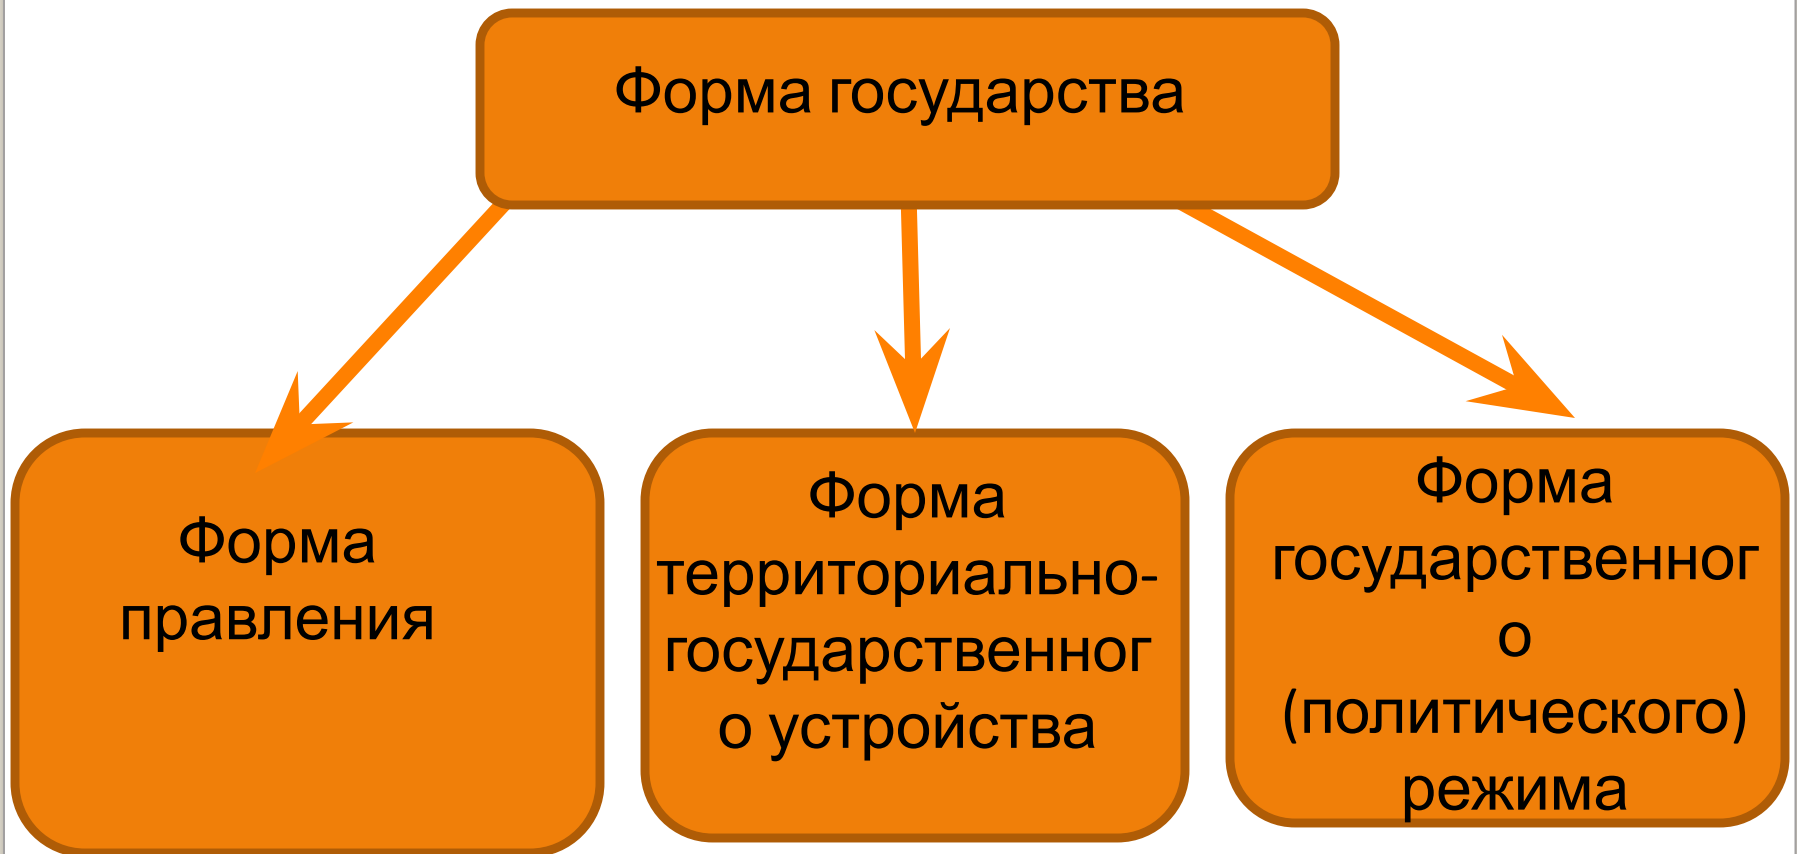 Форма государства
Форма
правления
Форма
территориально-
государственног
о устройства
Форма
государственног
о
(политического)
режима